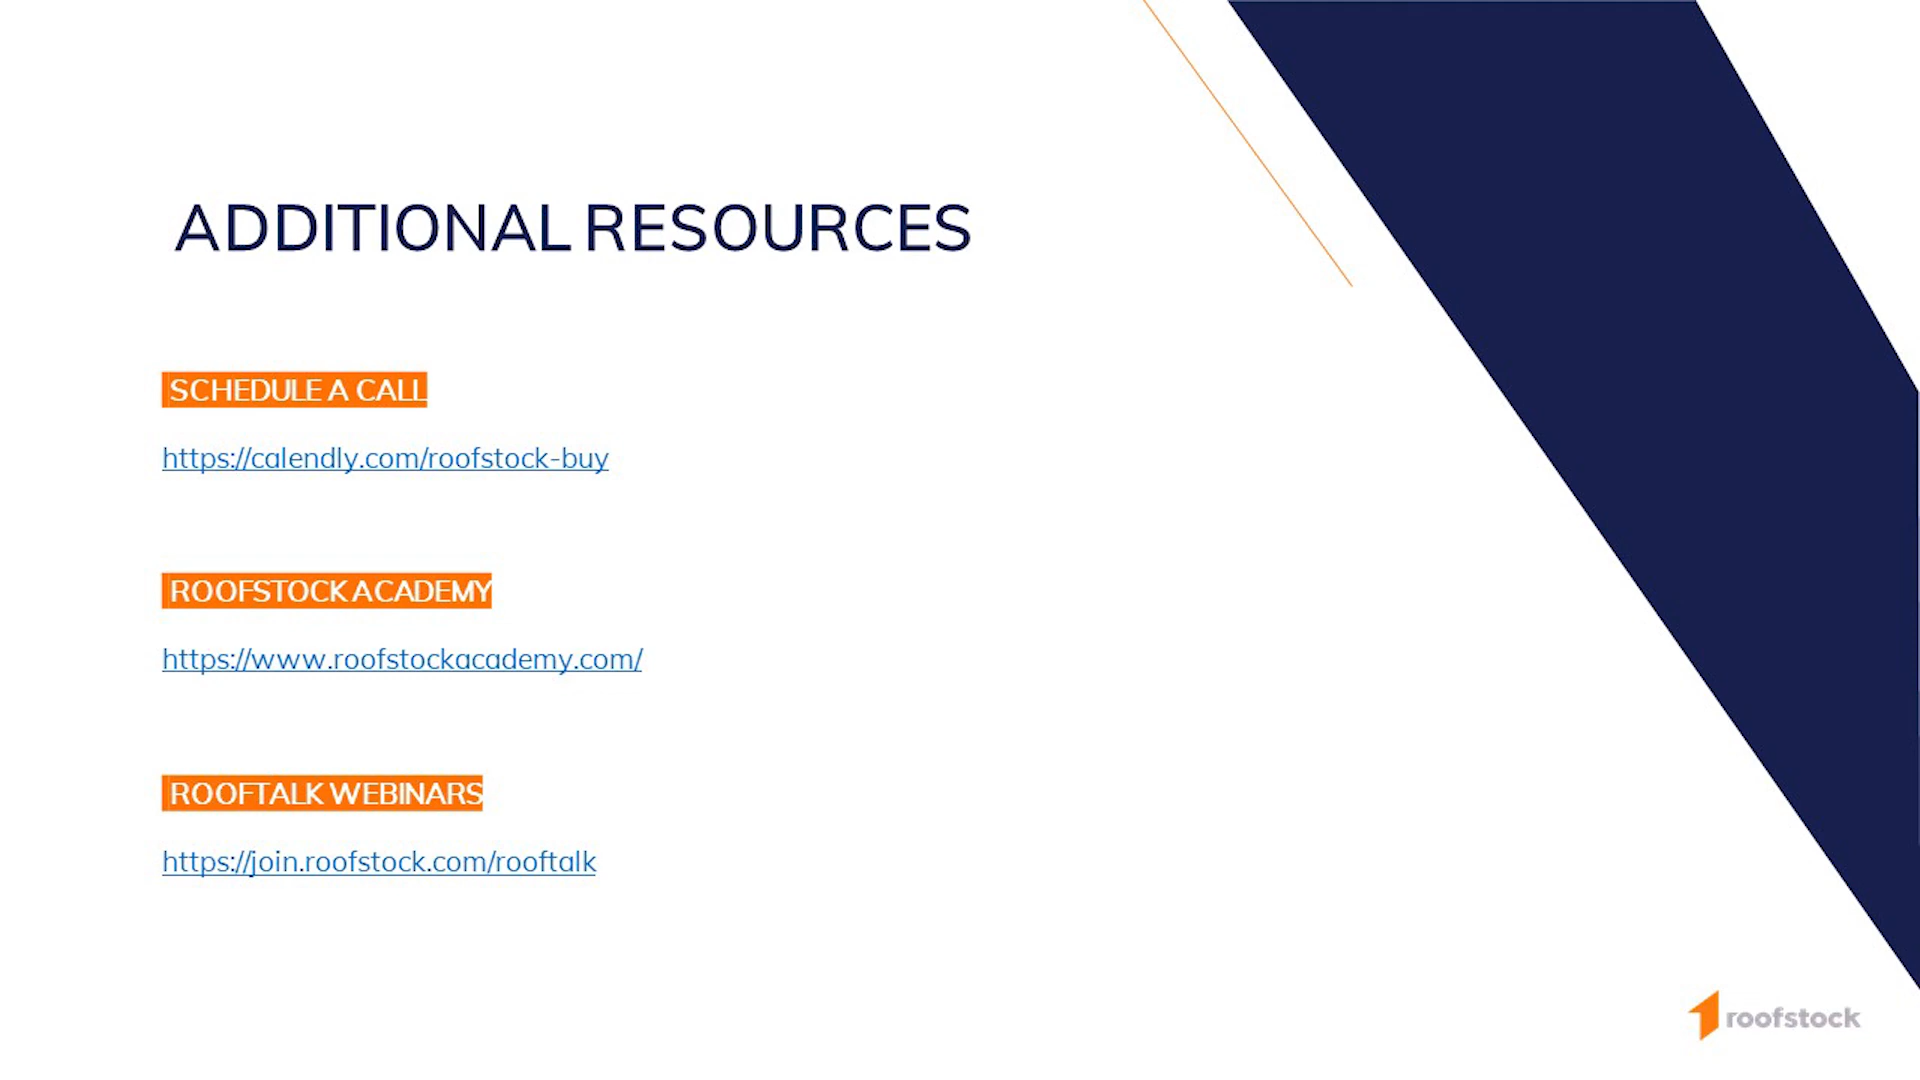 ADDITIONAL RESOURCES
SCHEDULE A CALL
https://calendly.com/roofstock-buy
ROOFSTOCK ACADEMY
https://www.roofstockacademy.com/
ROOFTALK WEBINARS
https://join.roofstock.com/rooftalk
roofstock